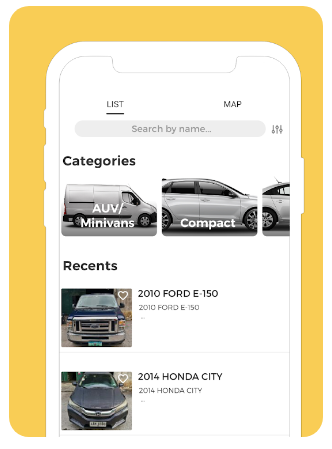 LIST MAP
Search by name...
Categories
AUV/
Minivans
Compact
Recents
2010 FORD E-150
2010 FORD E-150
...
2014 HONDA CITY
2014 HONDA CITY
...